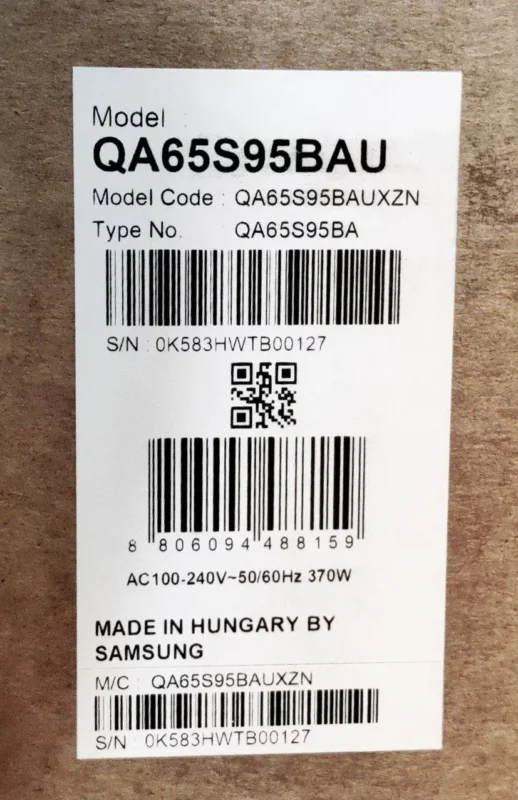 Model
QA65S95BAU
Model Code : QA65S95BAUXZN
Type No. : QA65S95BA
S/N : 0K583HWTB00127
8 806094 488159
AC100-240V~50/60Hz 370W
MADE IN HUNGARY BY
SAMSUNG
M/C : QA65S95BAUXZN
S/N : 0K583HWTB00127